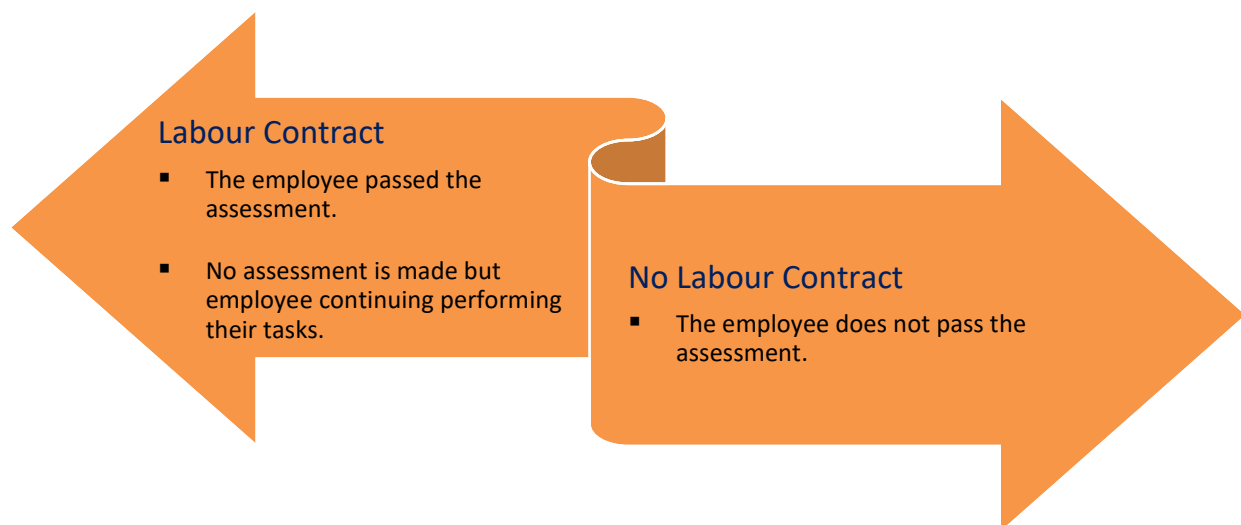 Labour Contract
▪ The employee passed the
assessment.
▪ No assessment is made but
employee continuing performing
their tasks.
No Labour Contract
▪ The employee does not pass the
assessment.